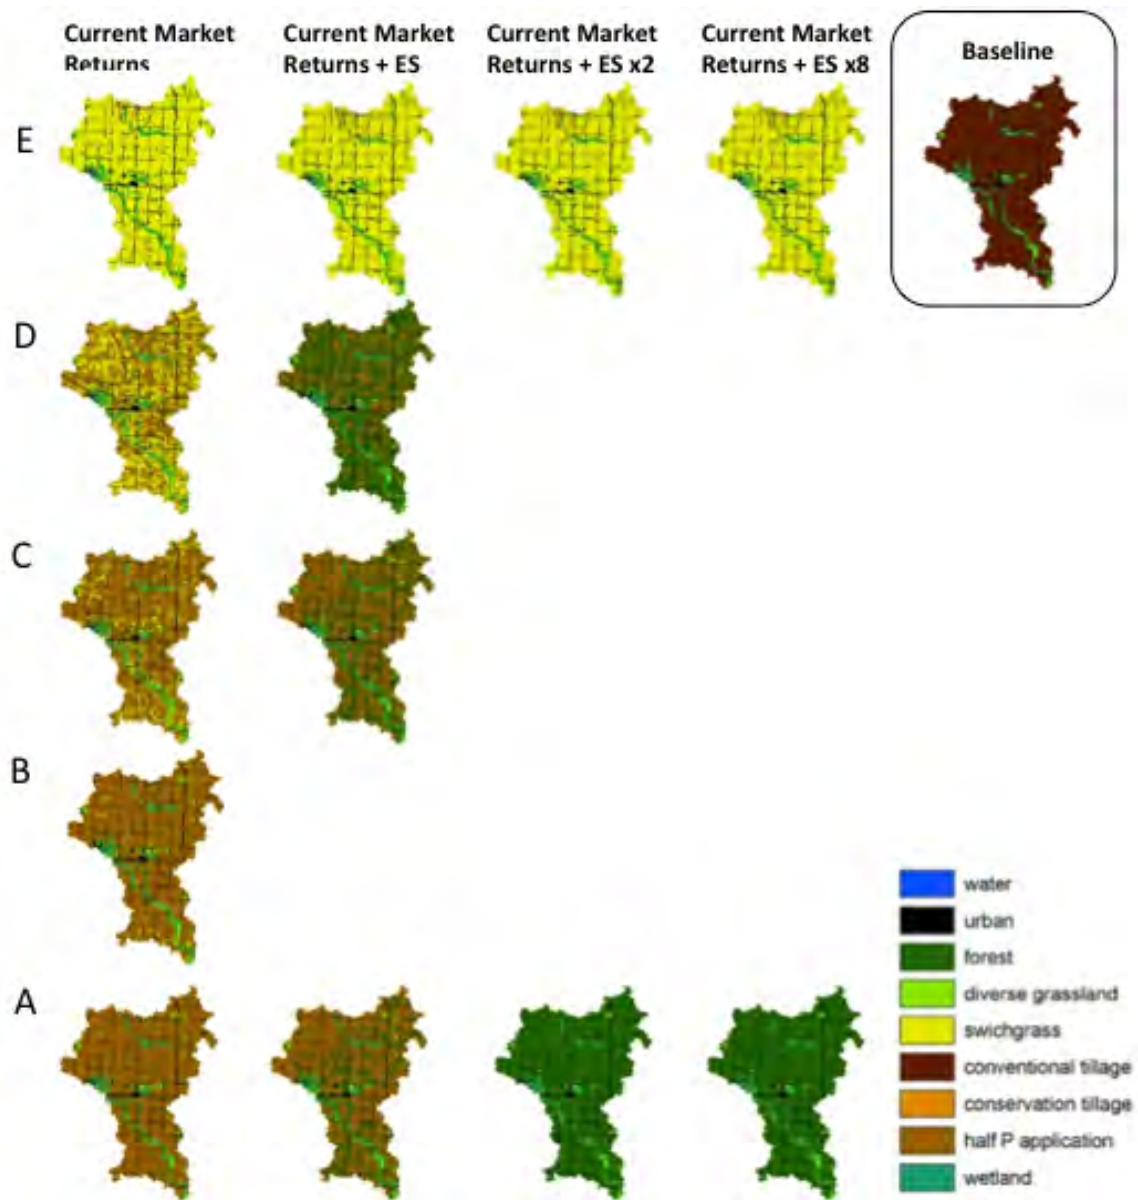 Current Market
Returns
Current Market
Returns + ES
Current Market
Returns + ES x2
Current Market
Returns + ES x8
Baseline
E
D
C
B
A
water
urban
forest
diverse grassland
swichgrass
conventional tillage
conservation tillage
half P application
wetland